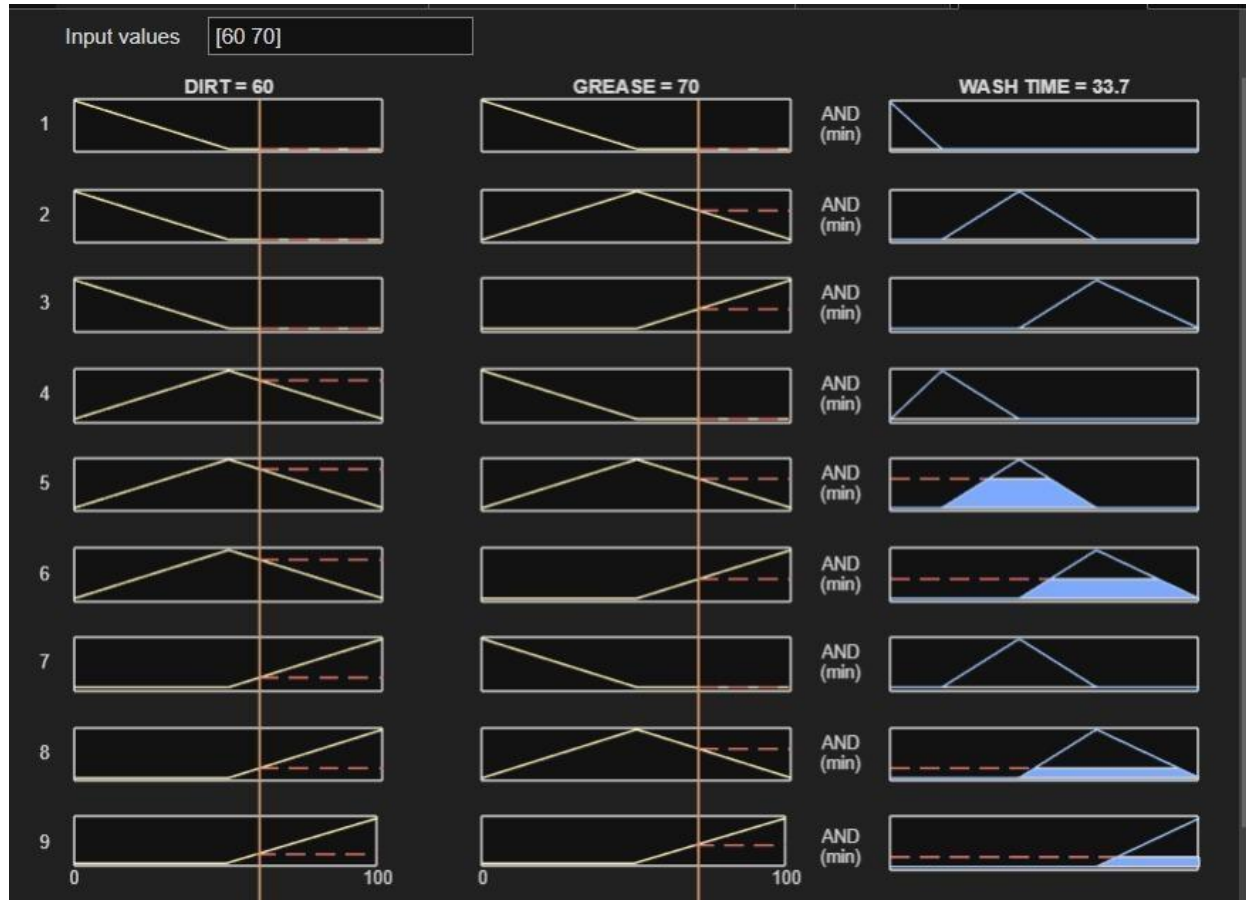 Input values [60 70]
DIRT = 60 GREASE = 70 WASH TIME = 33.7
1 AND
(min)
2 AND
(min)
3 AND
(min)
4 AND
(min)
5 AND
(min)
6 AND
(min)
7 AND
(min)
8 AND
(min)
9 AND
(min)
0 100 0 100